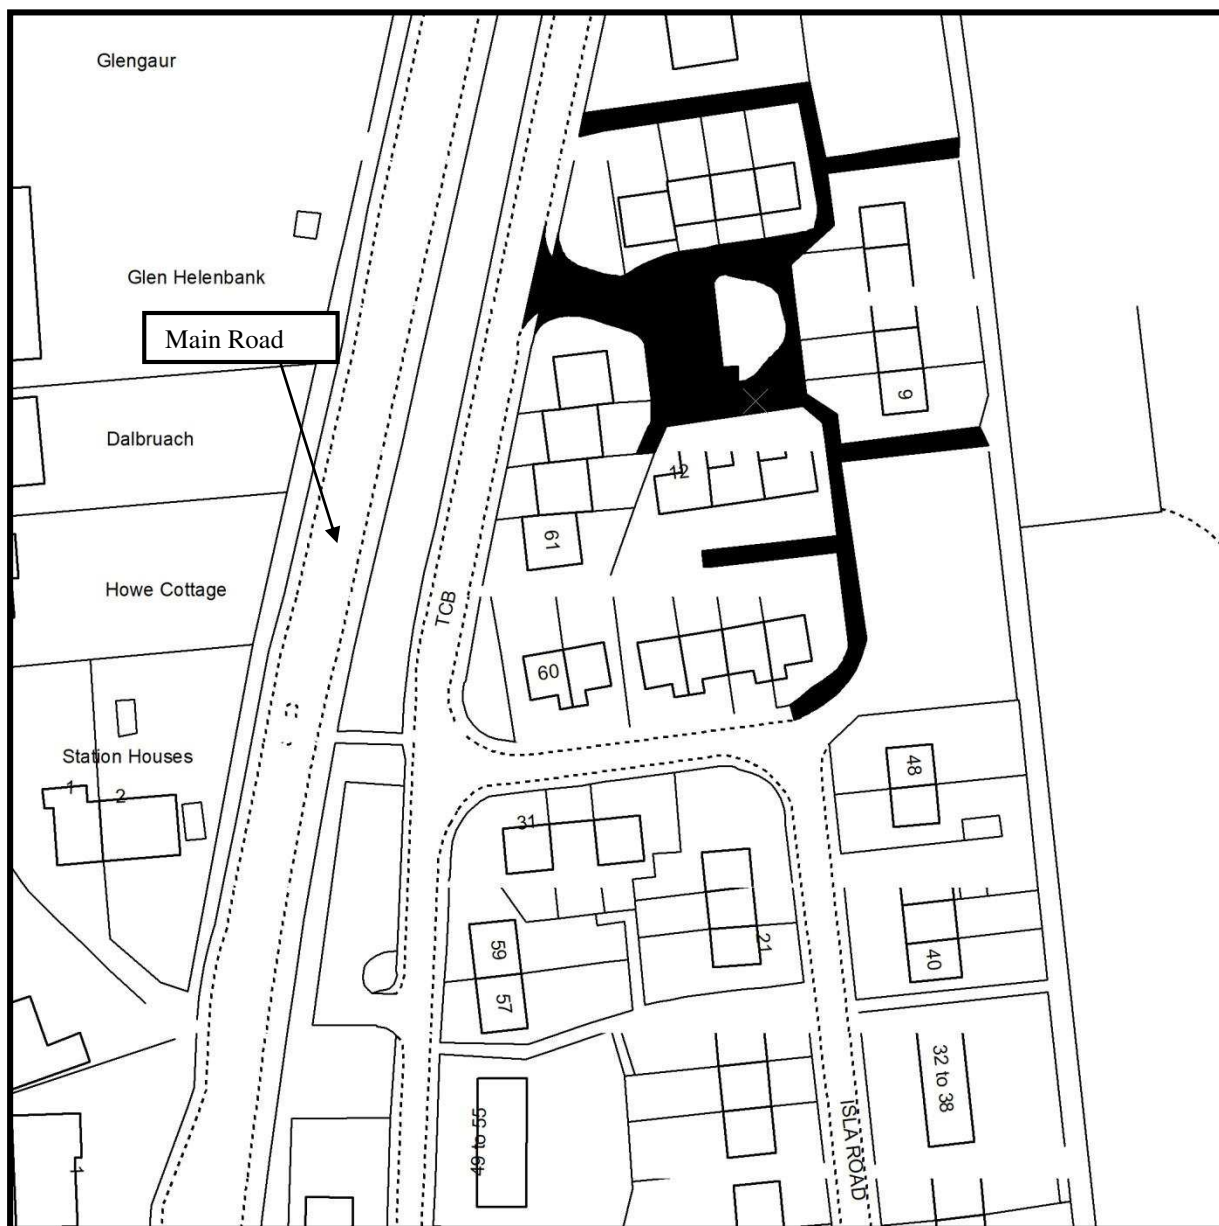 Glengaur
Glen Helenbank
Main Road
9
Dalbruach
12
61
Howe Cottage
TCB
60
Station Houses
1
2
48
31
59
21
40
57
32 to 38
49 to 55
ISLA ROAD
1